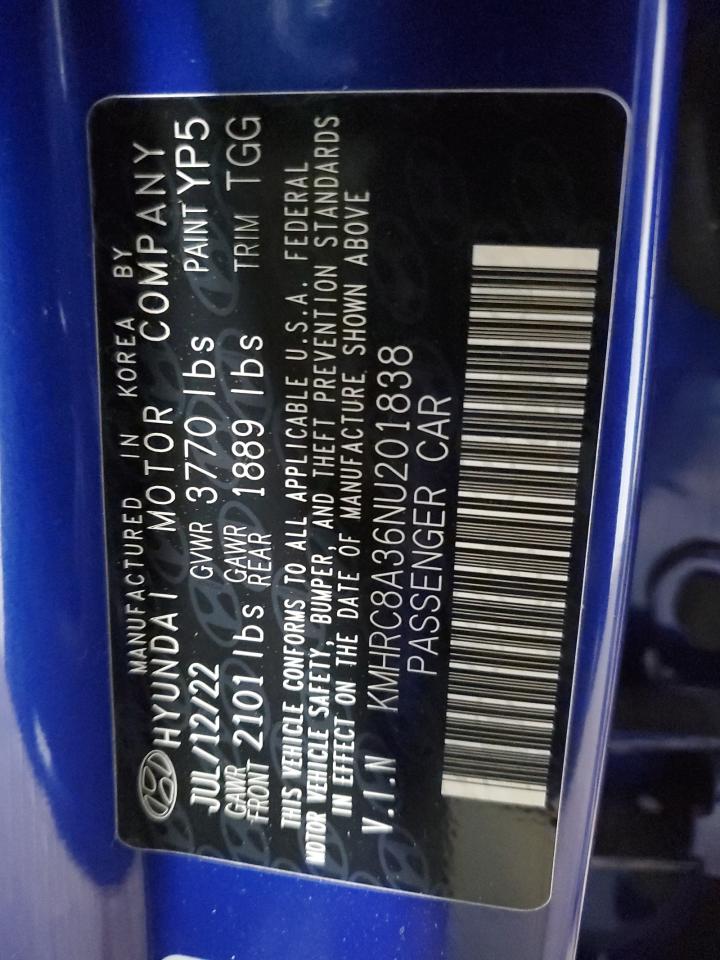 MANUFACTURED IN KOREA BY
HYUNDAI MOTOR COMPANY
JUL/12/22 GVWR 3770 lbs PAINT YP5
GAWR FRONT 2101 lbs GAWR REAR 1889 lbs TRIM TGG
THIS VEHICLE CONFORMS TO ALL APPLICABLE U.S.A. FEDERAL
MOTOR VEHICLE SAFETY, BUMPER, AND THEFT PREVENTION STANDARDS
IN EFFECT ON THE DATE OF MANUFACTURE SHOWN ABOVE
V.I.N KMHRC8A36NU201838
PASSENGER CAR